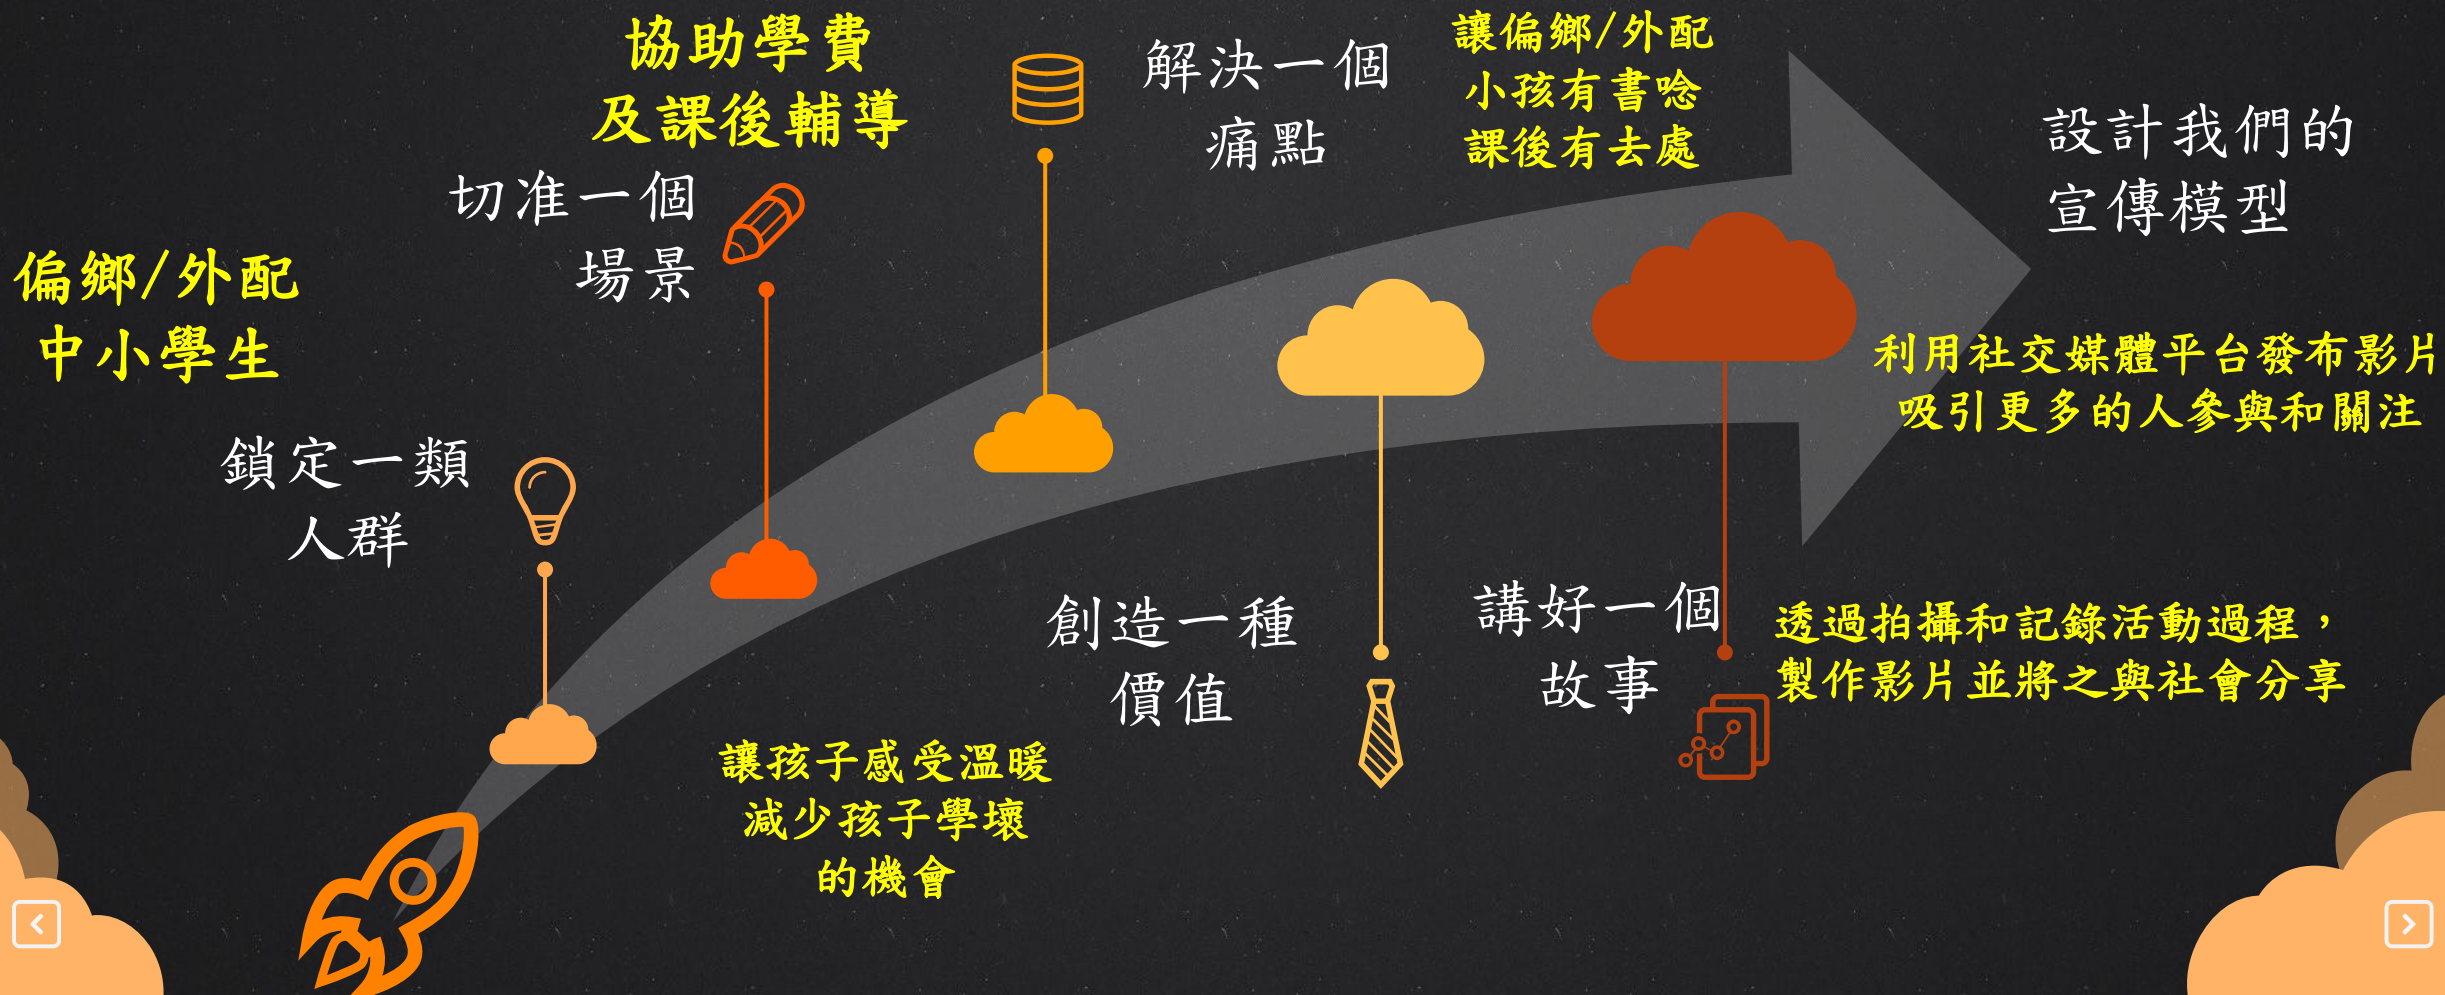 偏鄉/外配
中小學生
鎖定一類
人群
協助學費
及課後輔導
切准一個
場景
解決一個
痛點
讓偏鄉/外配
小孩有書唸
課後有去處
創造一種
價值
讓孩子感受溫暖
減少孩子學壞
的機會
講好一個
故事
透過拍攝和記錄活動過程，
製作影片並將之與社會分享
設計我們的
宣傳模型
利用社交媒體平台發布影片
吸引更多的人參與和關注